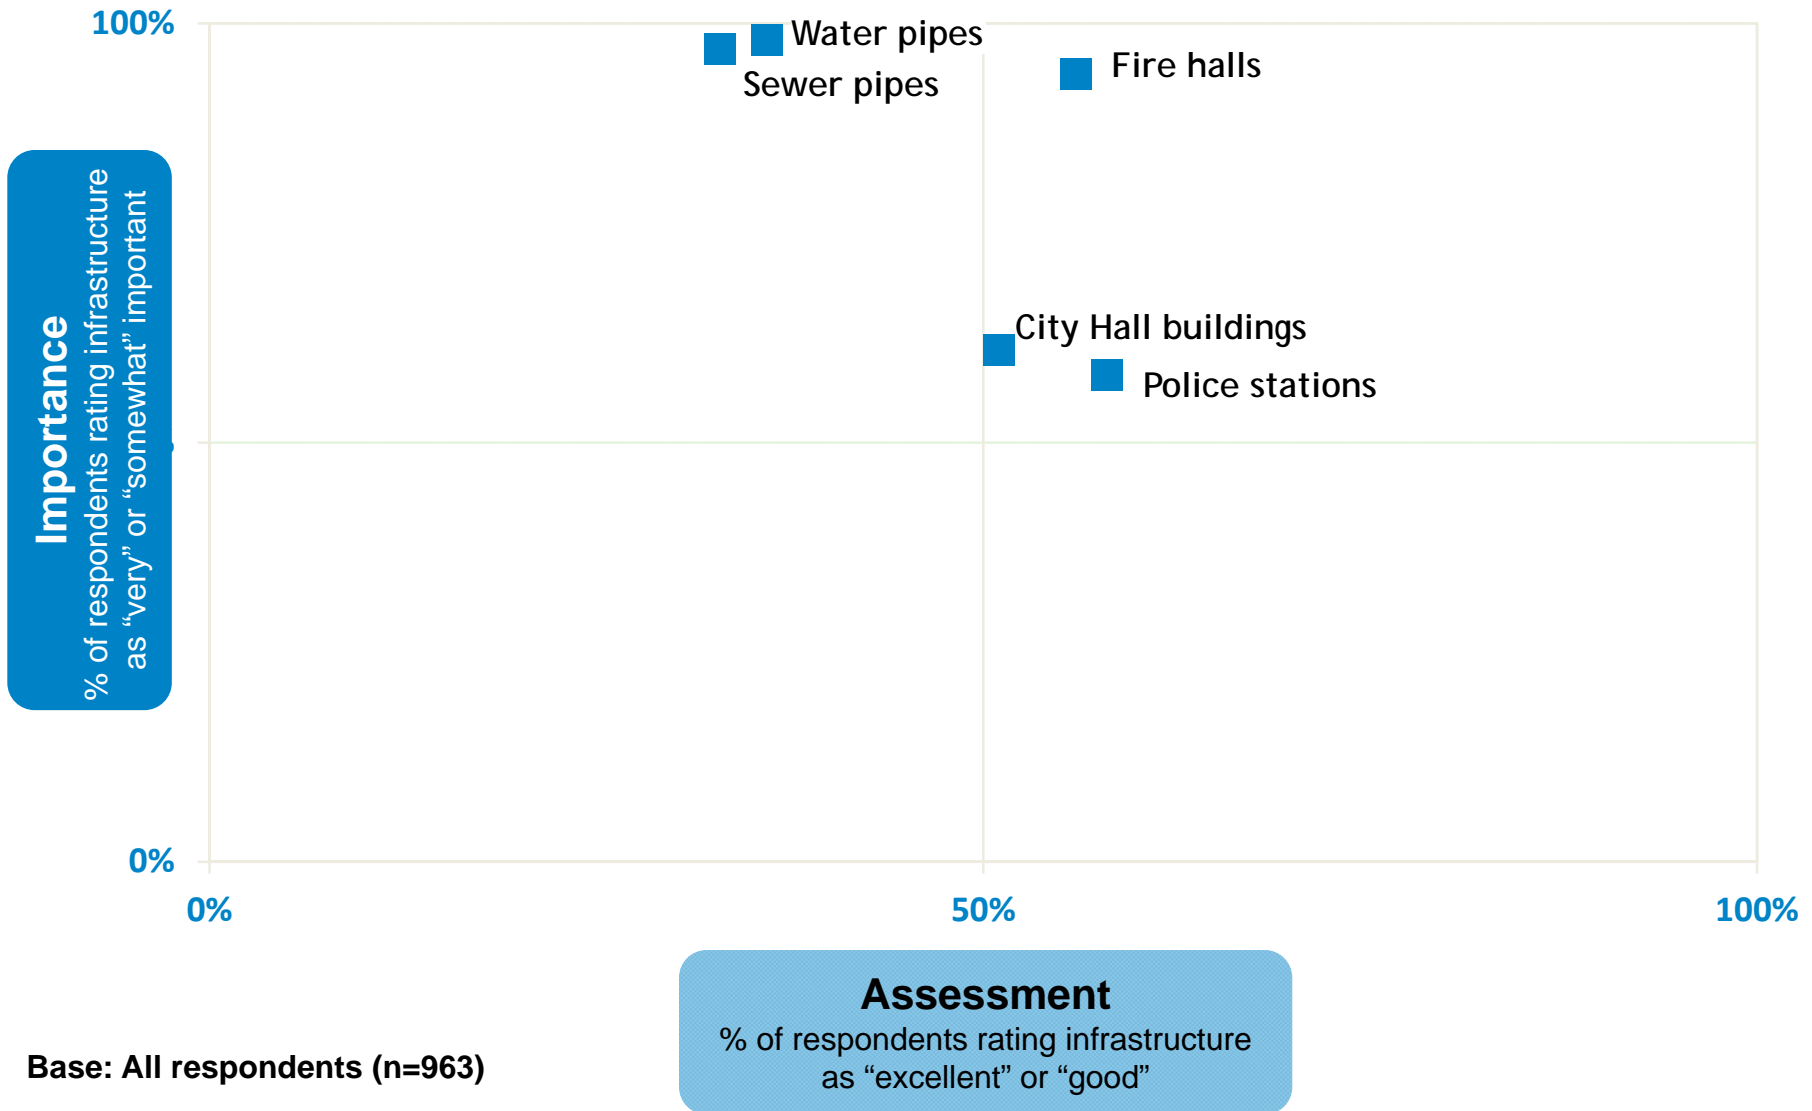 100%
Water pipes
Sewer pipes
Fire halls
Importance
% of respondents rating infrastructure
as “very” or “somewhat” important
City Hall buildings
Police stations
0%
0%
50%
100%
Assessment
% of respondents rating infrastructure
as “excellent” or “good”
Base: All respondents (n=963)